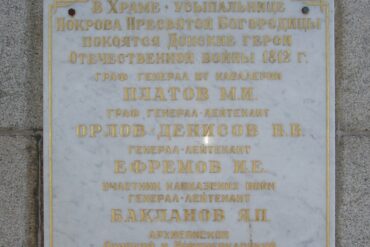 В ХРАМЕ-УСЫПАЛЬНИЦЕ
ПОКРОВА ПРЕСВЯТОЙ БОГОРОДИЦЫ
ПОКОЯТСЯ ДОНСКИЕ ГЕРОИ
ОТЕЧЕСТВЕННОЙ ВОЙНЫ 1812 Г.
ГРАФ ГЕНЕРАЛ ОТ КАВАЛЕРИИ
ПЛАТОВ М.И.
ГРАФ, ГЕНЕРАЛ-ЛЕЙТЕНАНТ
ОРЛОВ ДЕНИСОВ В.В.
ГЕНЕРАЛ-ЛЕЙТЕНАНТ
ЕФРЕМОВ И.Е.
УЧАСТНИК КАВКАЗСКИХ ВОЙН
ГЕНЕРАЛ-ЛЕЙТЕНАНТ
БАКЛАНОВ Я.П.
АРХИЕПИСКОП